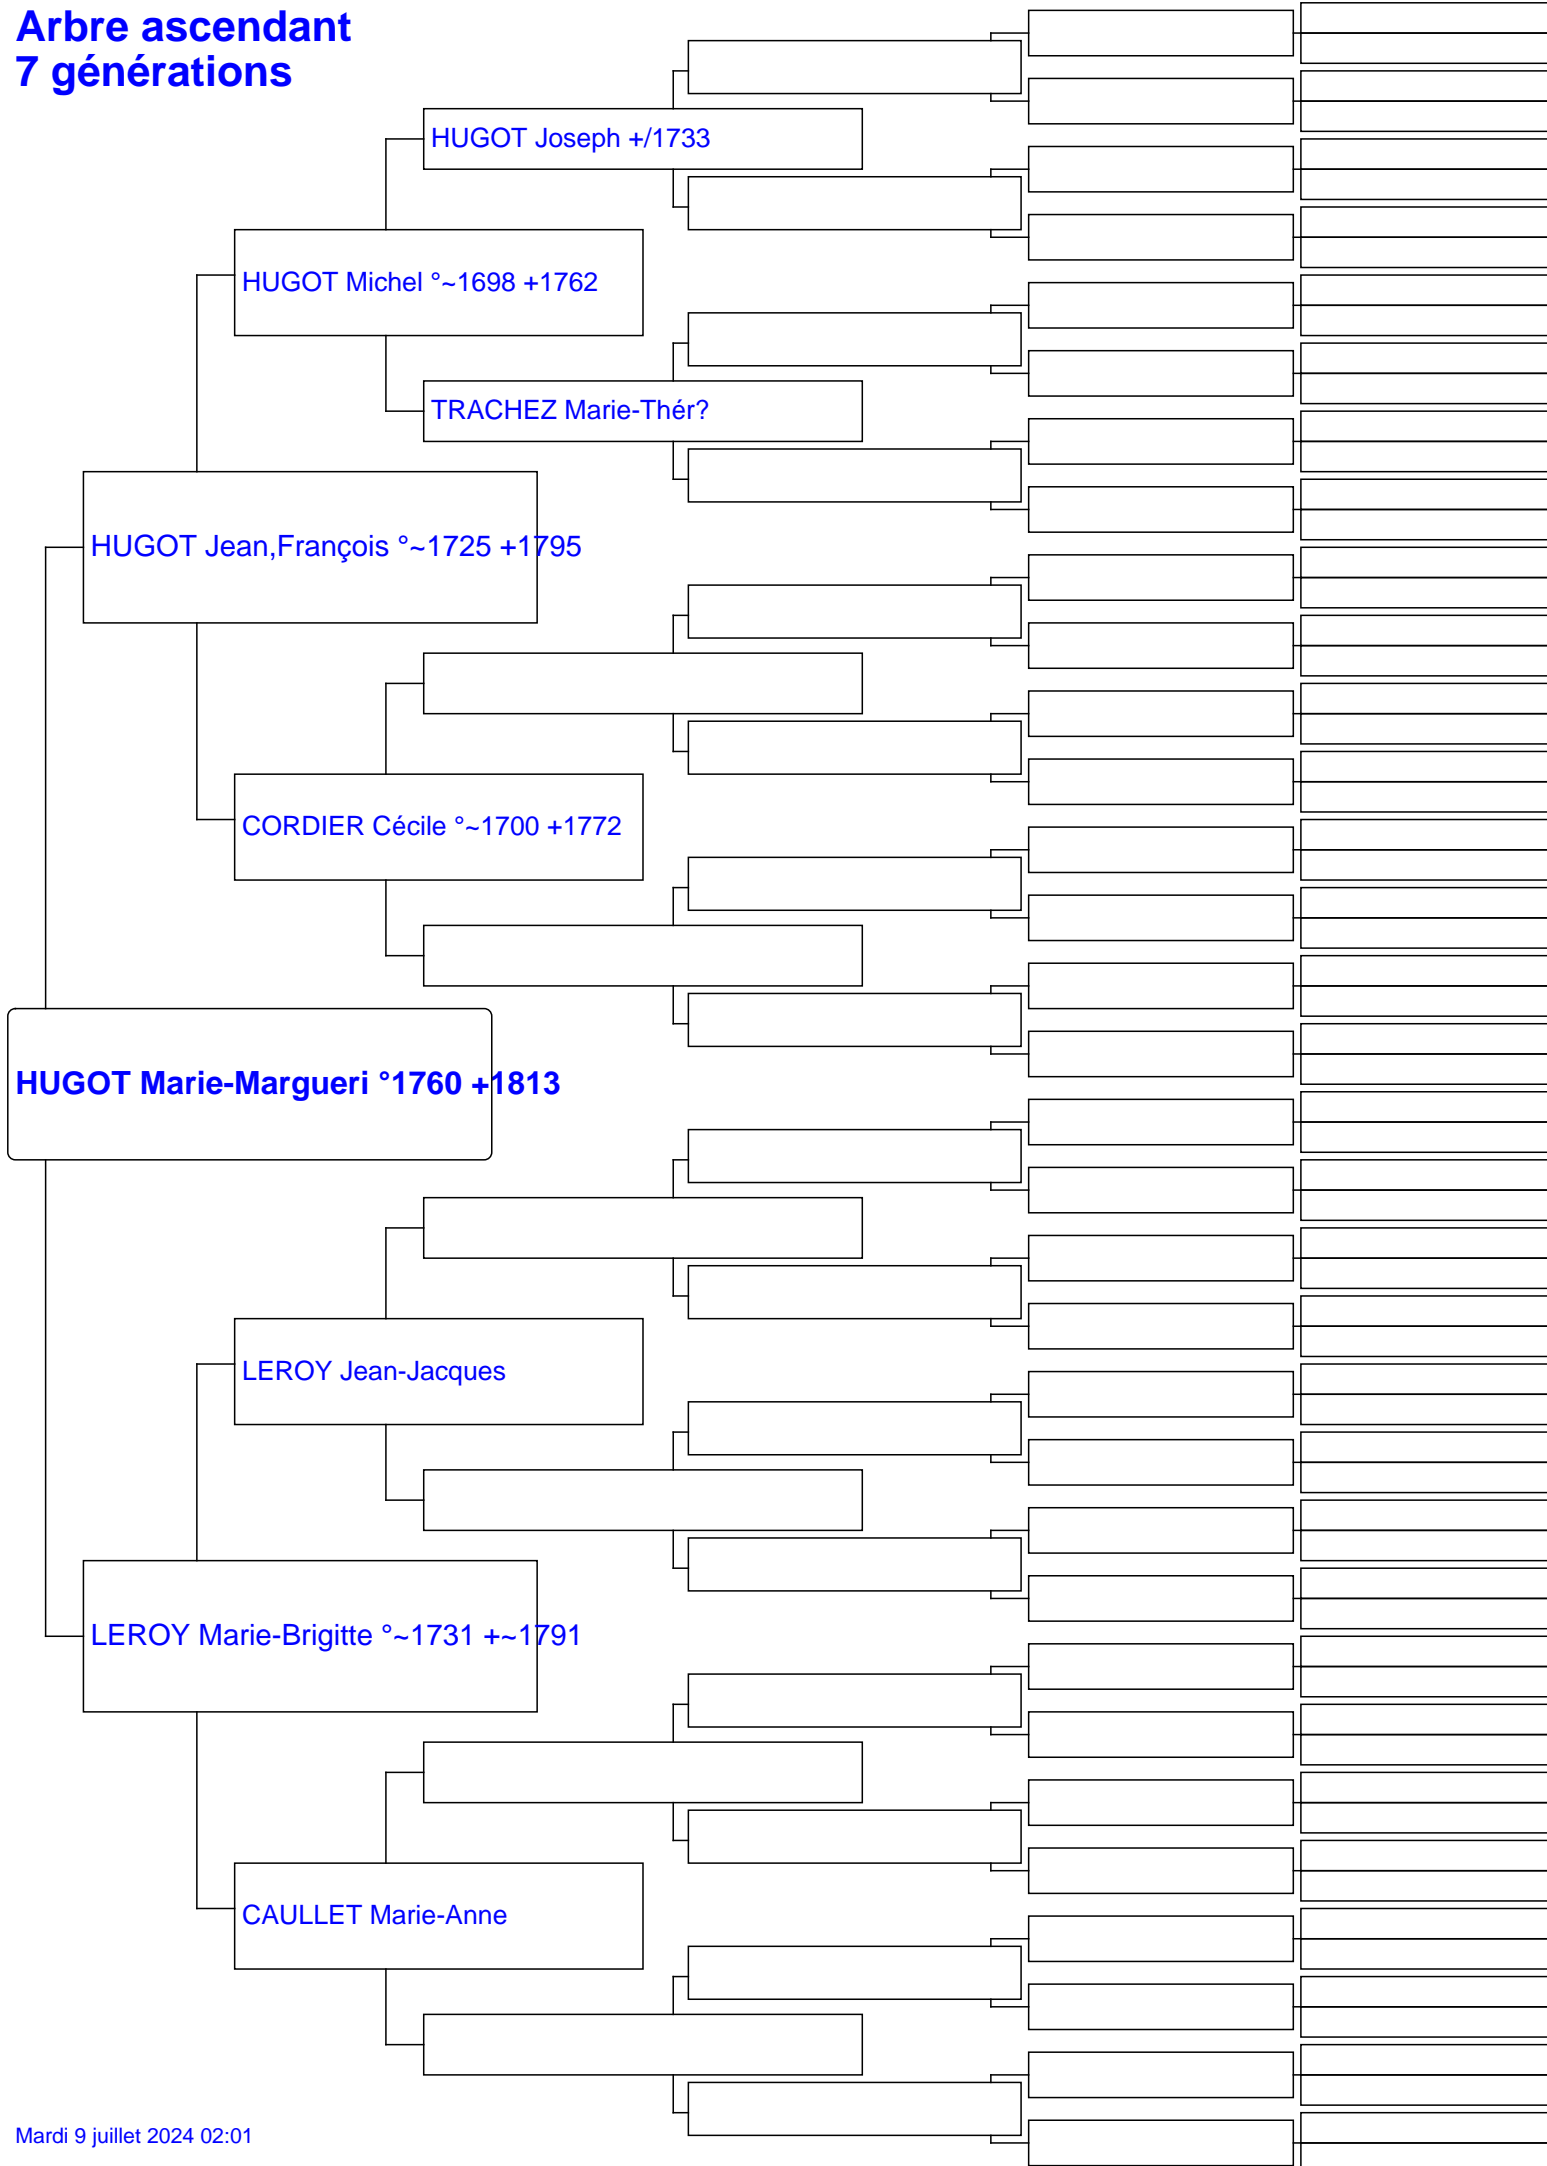 Arbre ascendant
7 générations
HUGOT Joseph +/1733
HUGOT Michel °~1698 +1762
TRACHEZ Marie-Thér?
HUGOT Jean,François °~1725 +1795
CORDIER Cécile °~1700 +1772
HUGOT Marie-Margueri °1760 +1813
LEROY Jean-Jacques
LEROY Marie-Brigitte °~1731 +~1791
CAULLET Marie-Anne
Mardi 9 juillet 2024 02:01